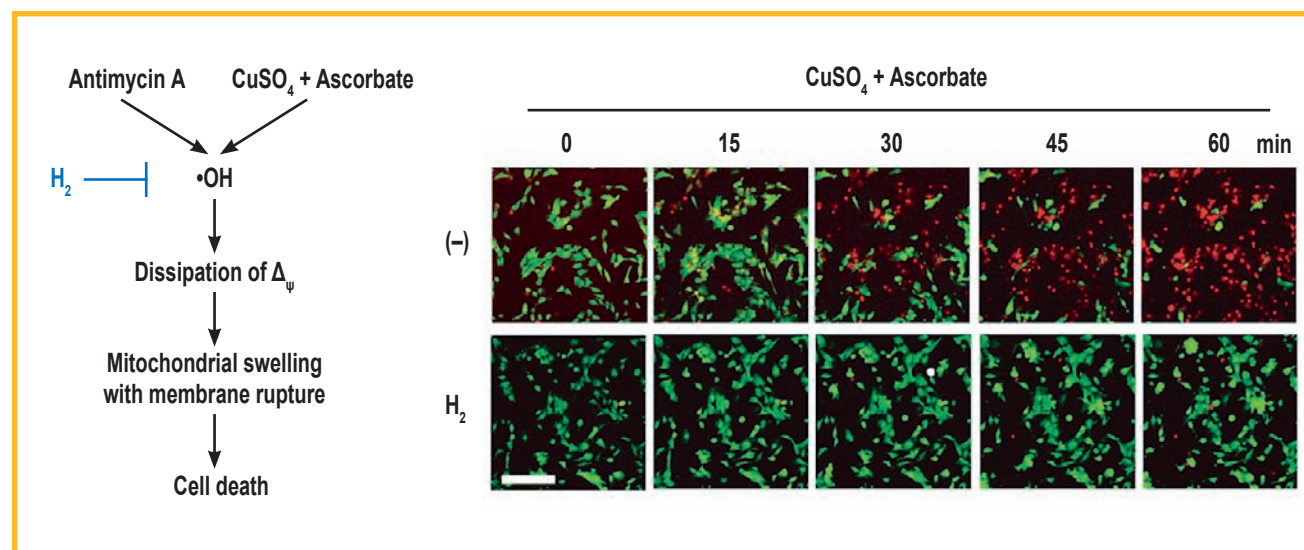 Antimycin A
CuSO₄ + Ascorbate
H₂
•OH
Dissipation of Δᵩ
Mitochondrial swelling
with membrane rupture
Cell death
CuSO₄ + Ascorbate
0 15 30 45 60 min
(–)
H₂